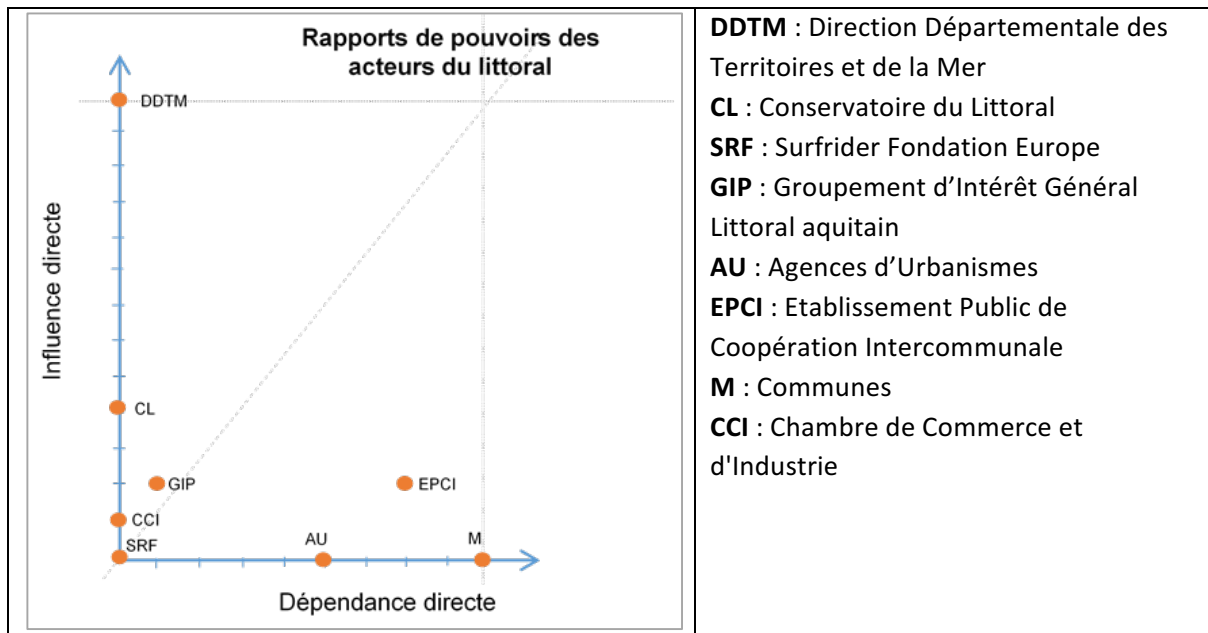 Rapports de pouvoirs des
acteurs du littoral
DDTM
Influence directe
CL
GIP
EPCI
CCI
SRF
AU
M
Dépendance directe
DDTM : Direction Départementale des
Territoires et de la Mer
CL : Conservatoire du Littoral
SRF : Surfrider Fondation Europe
GIP : Groupement d’Intérêt Général
Littoral aquitain
AU : Agences d’Urbanismes
EPCI : Etablissement Public de
Coopération Intercommunale
M : Communes
CCI : Chambre de Commerce et
d'Industrie